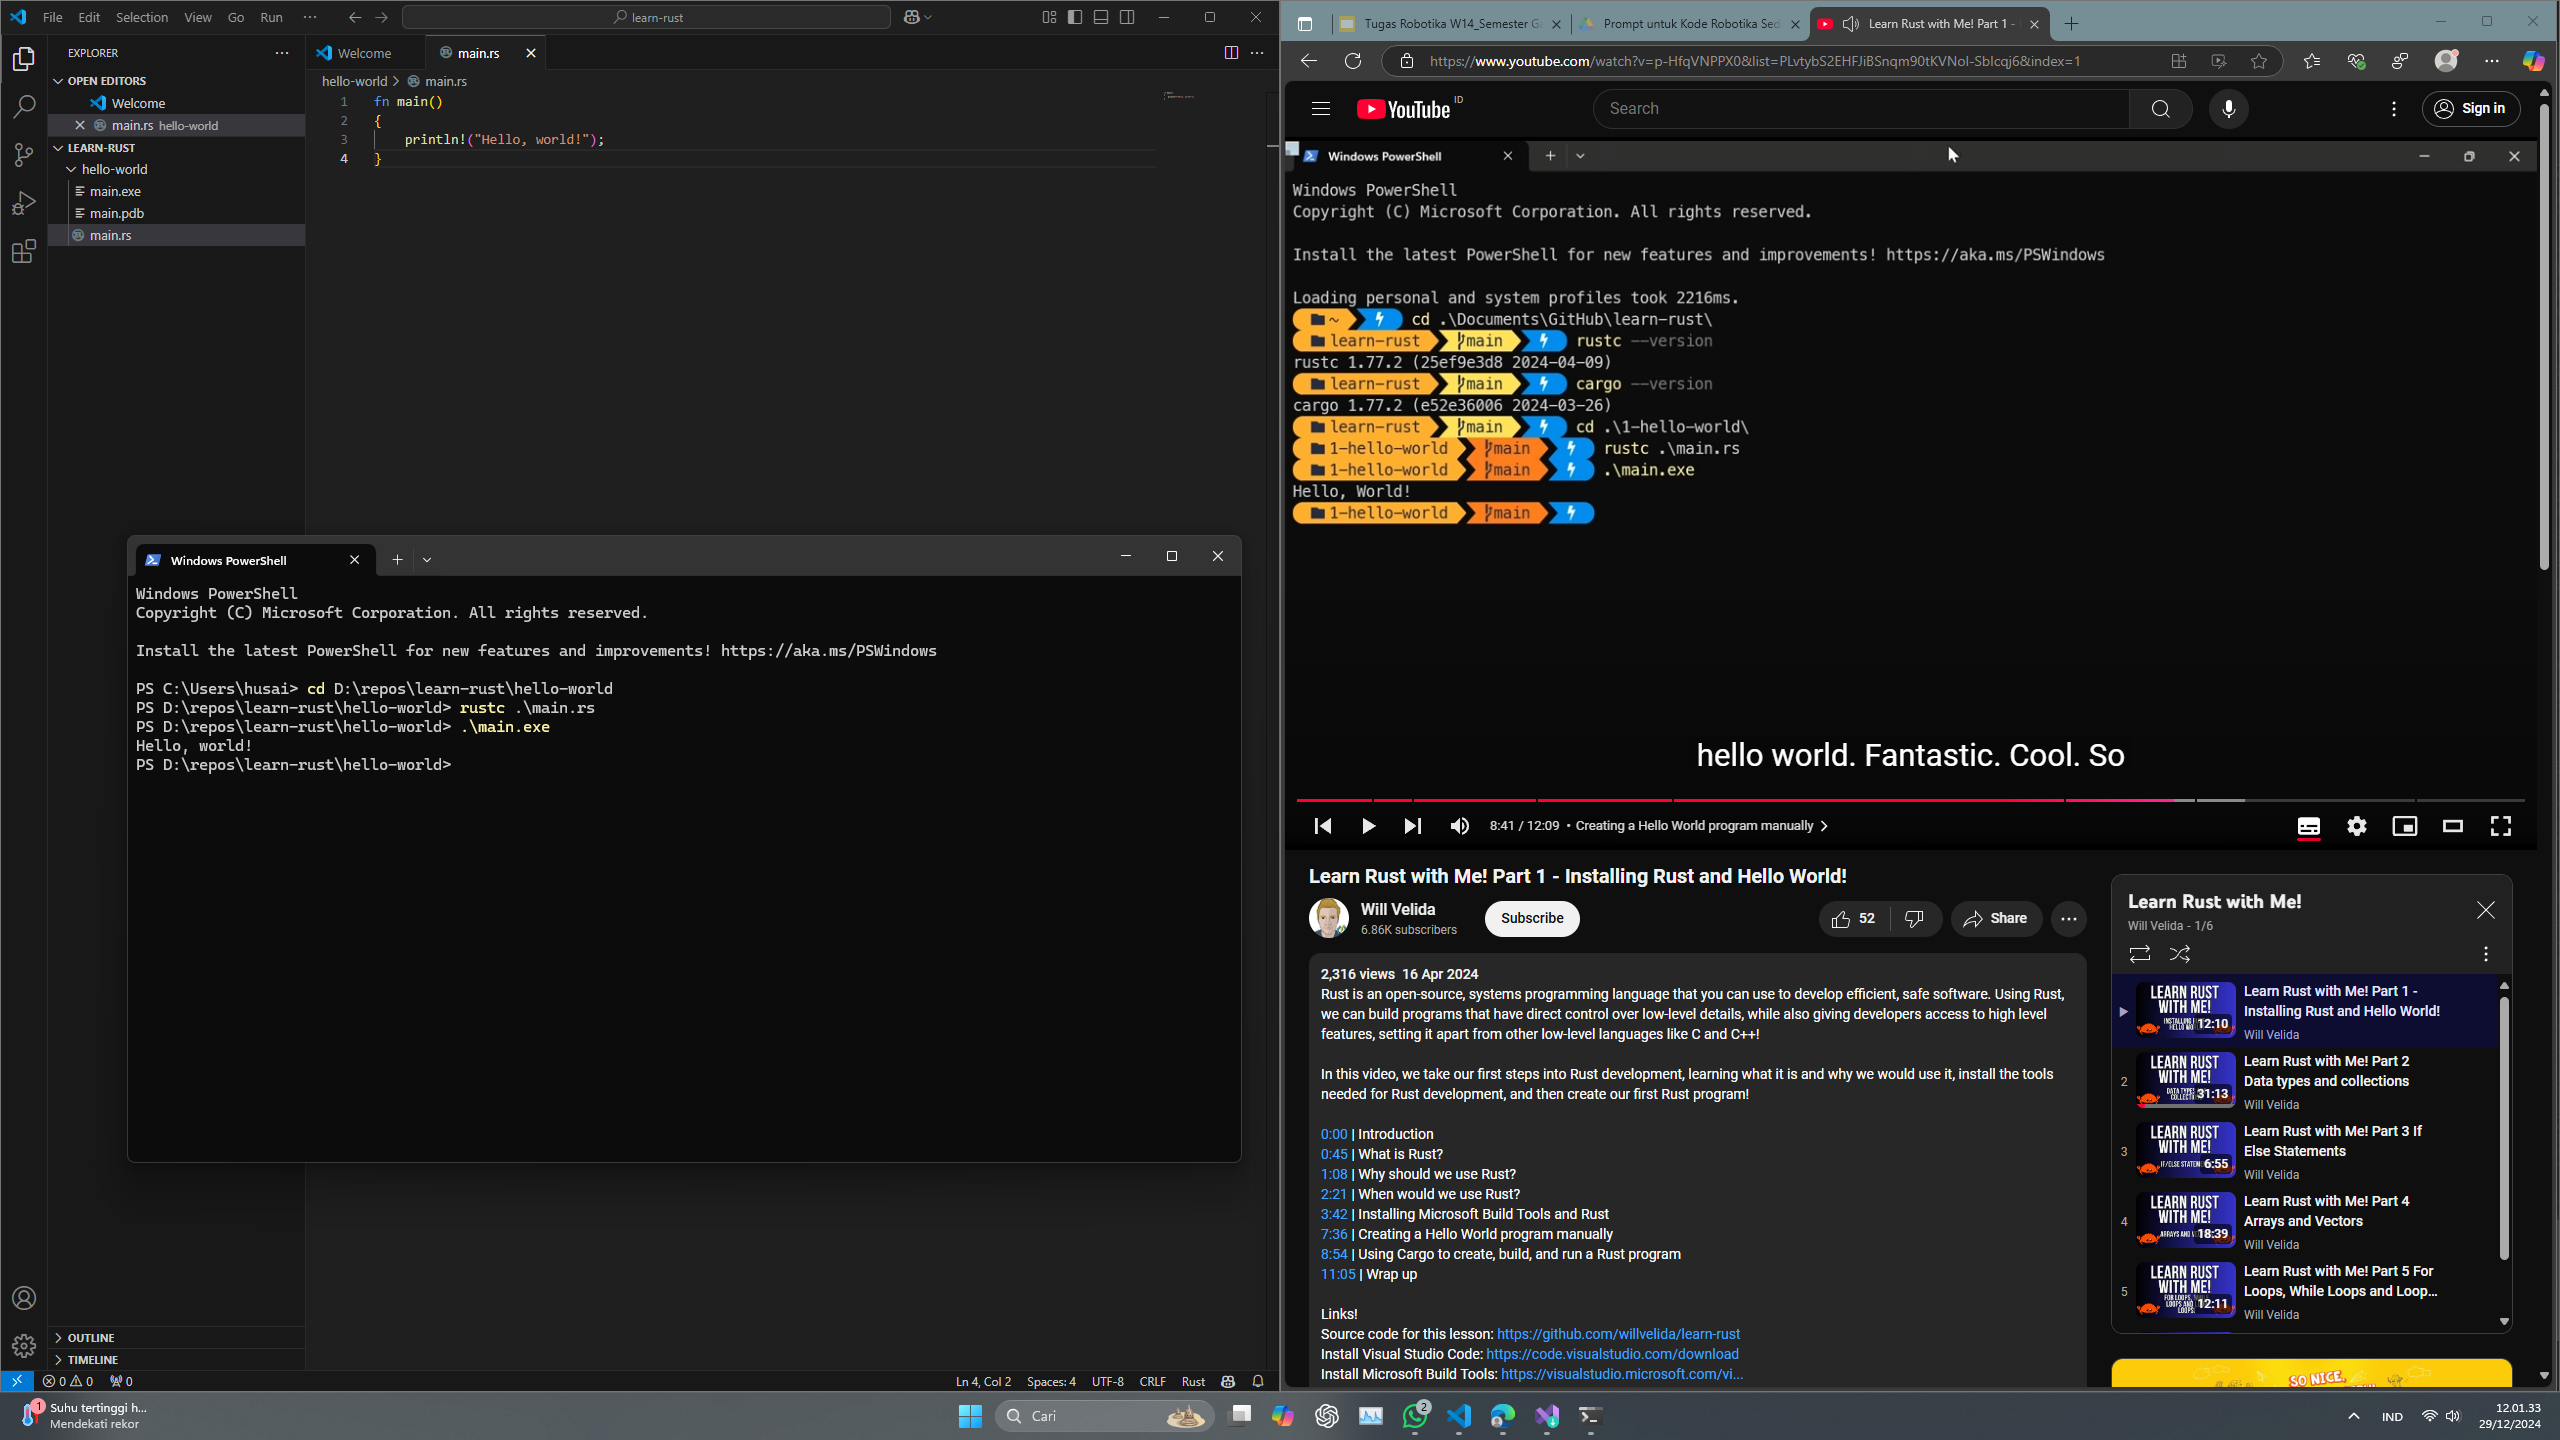 File Edit Selection View Go Run ···
learn-rust
EXPLORER
OPEN EDITORS
Welcome
main.rs hello-world
LEARN-RUST
hello-world
main.exe
main.pdb
main.rs
OUTLINE
TIMELINE
Welcome
main.rs
hello-world > main.rs
1 fn main()
2 {
3 println!("Hello, world!");
4 }
Windows PowerShell
Windows PowerShell
Copyright (C) Microsoft Corporation. All rights reserved.
Install the latest PowerShell for new features and improvements! https://aka.ms/PSWindows
PS C:\Users\husai> cd D:\repos\learn-rust\hello-world
PS D:\repos\learn-rust\hello-world> rustc .\main.rs
PS D:\repos\learn-rust\hello-world> .\main.exe
Hello, world!
PS D:\repos\learn-rust\hello-world>
0 0 0
Ln 4, Col 2 Spaces: 4 UTF-8 CRLF Rust
Tugas Robotika W14_Semester G
Prompt untuk Kode Robotika Sed
Learn Rust with Me! Part 1 -
https://www.youtube.com/watch?v=p-HfqVNPPX0&list=PLvtybS2EHFJiBSnqm90tKVNol-Sblcqj6&index=1
YouTube ID
Search
Sign in
Windows PowerShell
Windows PowerShell
Copyright (C) Microsoft Corporation. All rights reserved.
Install the latest PowerShell for new features and improvements! https://aka.ms/PSWindows
Loading personal and system profiles took 2216ms.
~ cd .\Documents\GitHub\learn-rust\
learn-rust main rustc --version
rustc 1.77.2 (25ef9e3d8 2024-04-09)
learn-rust main cargo --version
cargo 1.77.2 (e52e36006 2024-03-26)
learn-rust main cd .\1-hello-world\
1-hello-world main rustc .\main.rs
1-hello-world main .\main.exe
Hello, World!
1-hello-world main
hello world. Fantastic. Cool. So
8:41 / 12:09 • Creating a Hello World program manually
Learn Rust with Me! Part 1 - Installing Rust and Hello World!
Will Velida
6.86K subscribers
Subscribe
52
Share
2,316 views 16 Apr 2024
Rust is an open-source, systems programming language that you can use to develop efficient, safe software. Using Rust,
we can build programs that have direct control over low-level details, while also giving developers access to high level
features, setting it apart from other low-level languages like C and C++!
In this video, we take our first steps into Rust development, learning what it is and why we would use it, install the tools
needed for Rust development, and then create our first Rust program!
0:00 | Introduction
0:45 | What is Rust?
1:08 | Why should we use Rust?
2:21 | When would we use Rust?
3:42 | Installing Microsoft Build Tools and Rust
7:36 | Creating a Hello World program manually
8:54 | Using Cargo to create, build, and run a Rust program
11:05 | Wrap up
Links!
Source code for this lesson: https://github.com/willvelida/learn-rust
Install Visual Studio Code: https://code.visualstudio.com/download
Install Microsoft Build Tools: https://visualstudio.microsoft.com/vi...
Learn Rust with Me!
Will Velida - 1/6
LEARN RUST
WITH ME!
12:10
Learn Rust with Me! Part 1 -
Installing Rust and Hello World!
Will Velida
2
LEARN RUST
WITH ME!
31:13
Learn Rust with Me! Part 2
Data types and collections
Will Velida
3
LEARN RUST
WITH ME!
6:55
Learn Rust with Me! Part 3 If
Else Statements
Will Velida
4
LEARN RUST
WITH ME!
18:39
Learn Rust with Me! Part 4
Arrays and Vectors
Will Velida
5
LEARN RUST
WITH ME!
12:11
Learn Rust with Me! Part 5 For
Loops, While Loops and Loop...
Will Velida
SO NICE,
1
Suhu tertinggi h...
Mendekati rekor
Cari
2
IND
12.01.33
29/12/2024